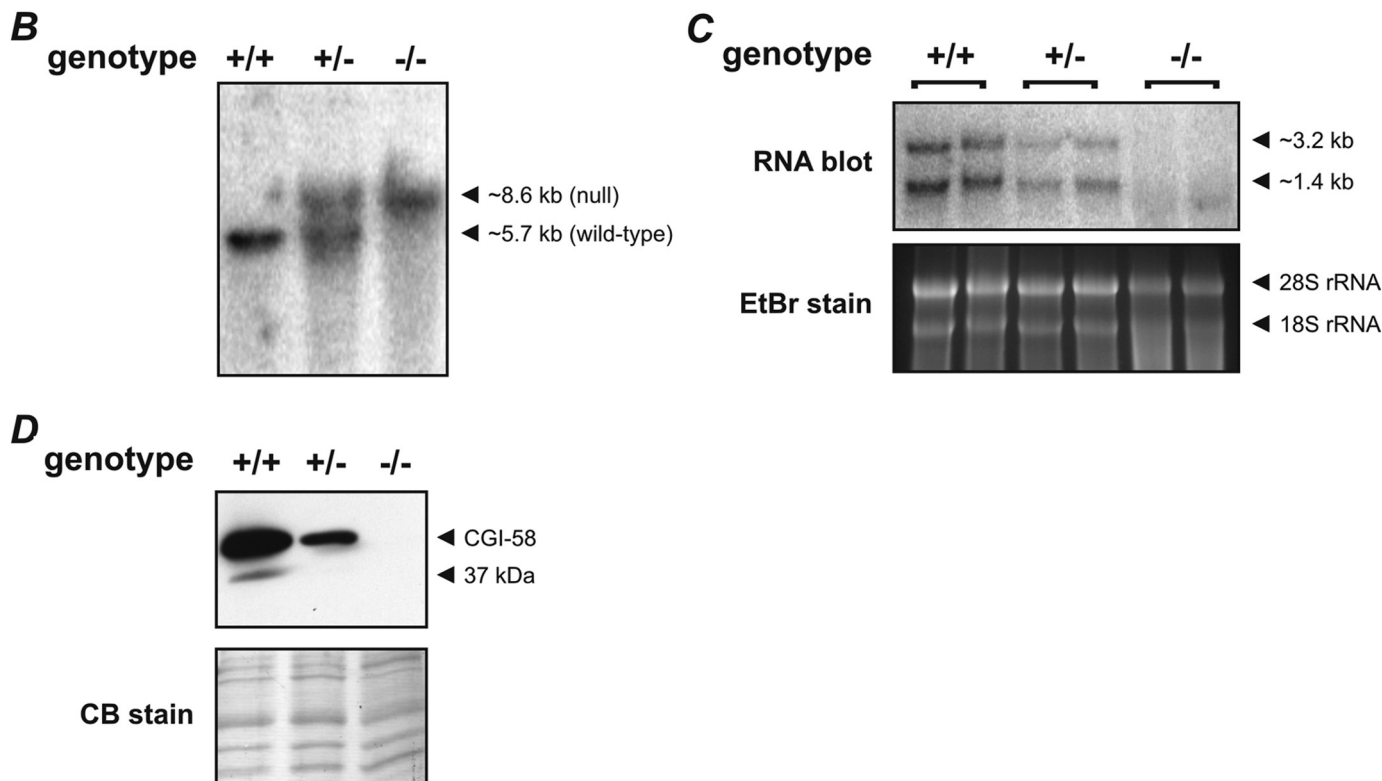 B
genotype +/+ +/- -/-
◄ ~8.6 kb (null)
◄ ~5.7 kb (wild-type)
C
genotype +/+ +/- -/-
RNA blot
◄ ~3.2 kb
◄ ~1.4 kb
EtBr stain
◄ 28S rRNA
◄ 18S rRNA
D
genotype +/+ +/- -/-
◄ CGI-58
◄ 37 kDa
CB stain